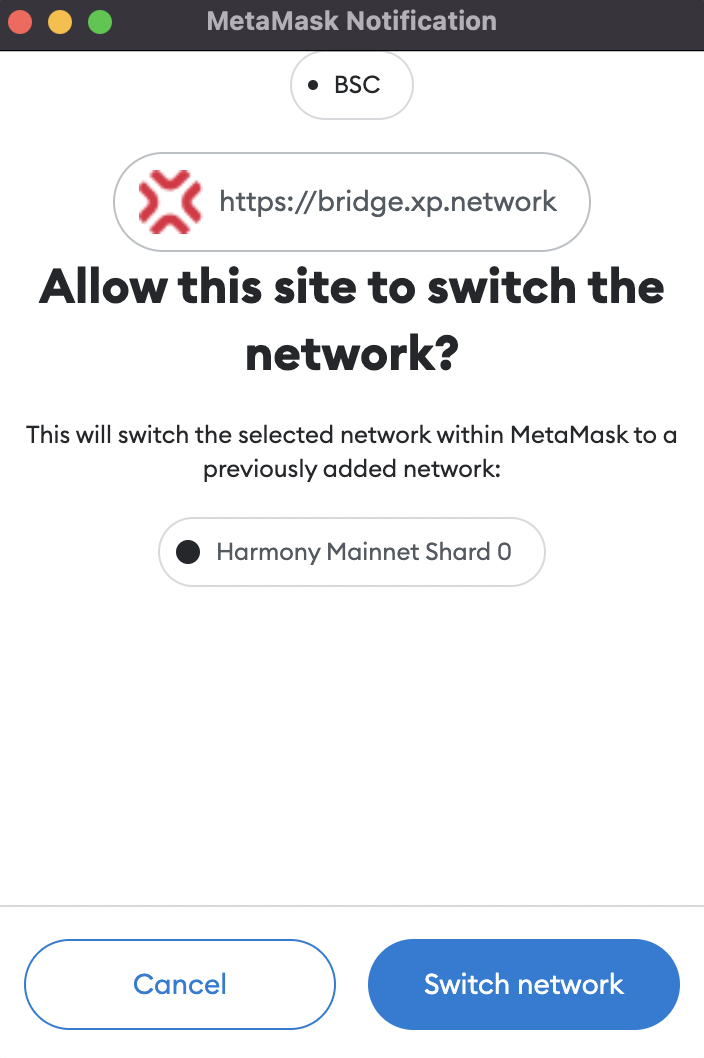 MetaMask Notification
BSC
https://bridge.xp.network
Allow this site to switch the
network?
This will switch the selected network within MetaMask to a
previously added network:
Harmony Mainnet Shard 0
Cancel
Switch network